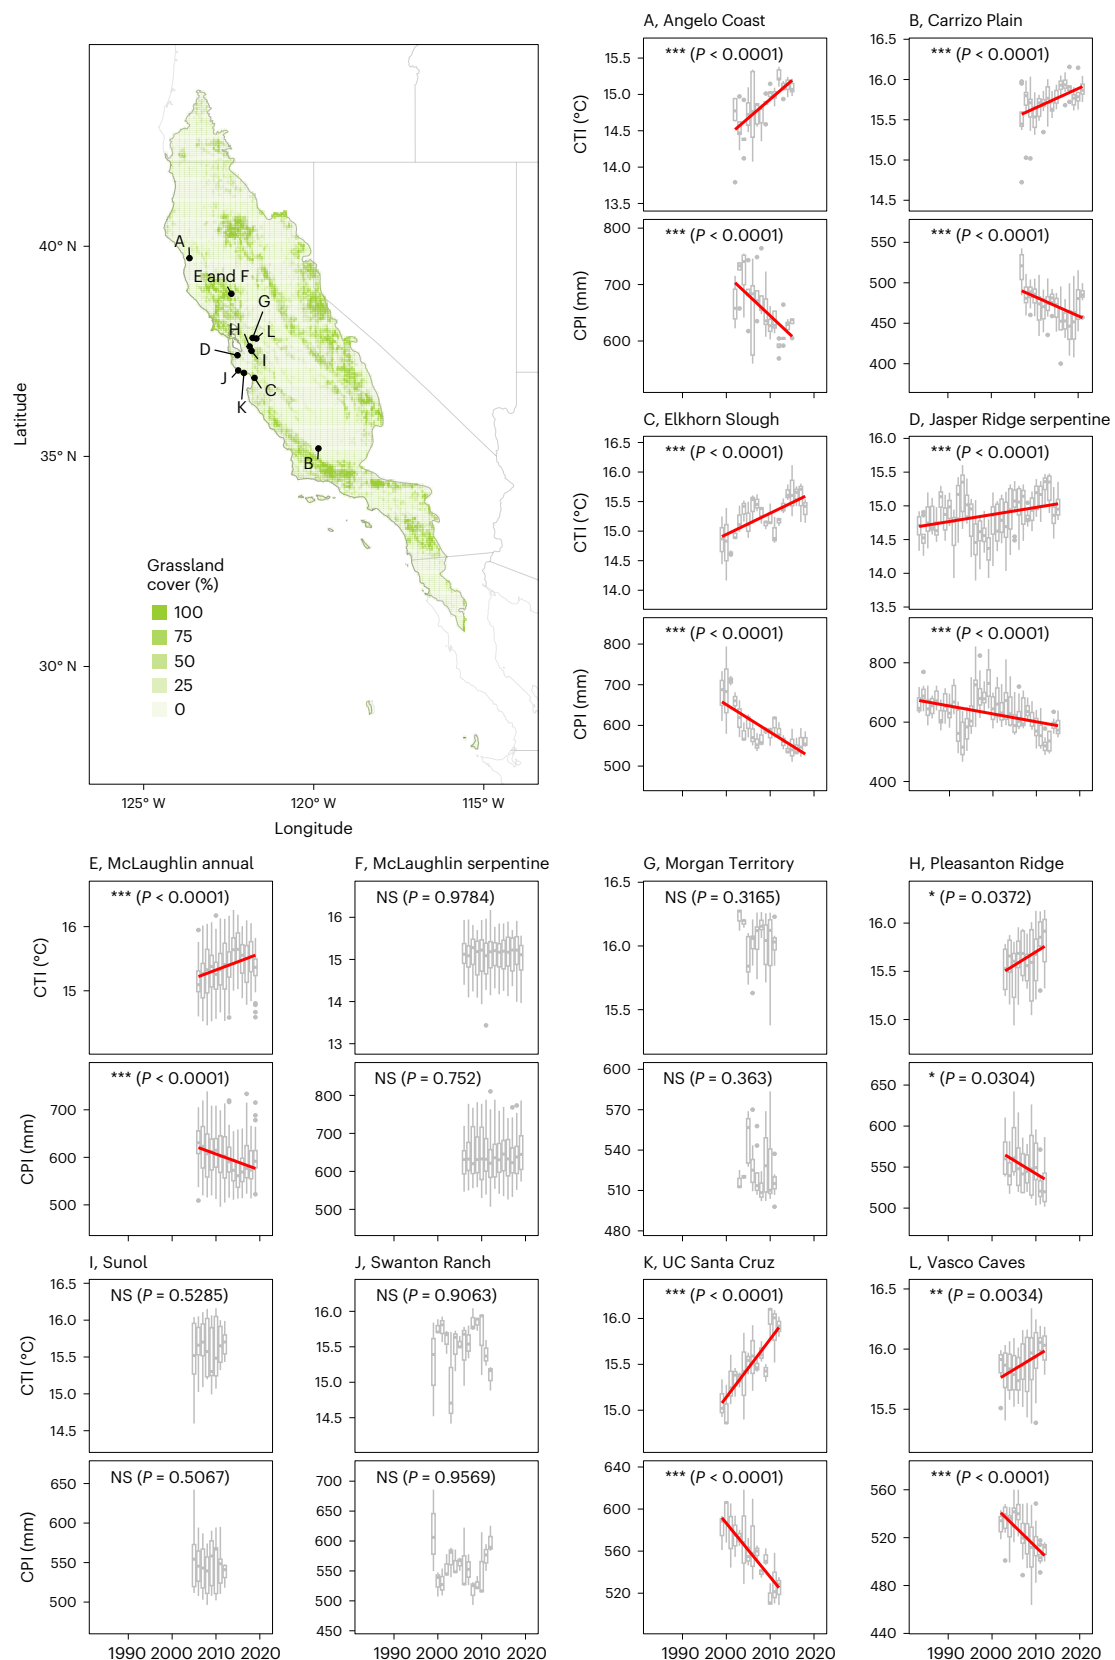 A, Angelo Coast
B, Carrizo Plain
*** (P < 0.0001)
*** (P < 0.0001)
CTI (°C)
15.5
15.0
14.5
14.0
13.5
16.5
16.0
15.5
15.0
14.5
*** (P < 0.0001)
*** (P < 0.0001)
CPI (mm)
800
700
600
550
500
450
400
C, Elkhorn Slough
D, Jasper Ridge serpentine
*** (P < 0.0001)
*** (P < 0.0001)
CTI (°C)
16.5
16.0
15.5
15.0
14.5
14.0
16.0
15.5
15.0
14.5
14.0
13.5
*** (P < 0.0001)
*** (P < 0.0001)
CPI (mm)
800
700
600
500
800
600
400
Latitude
40° N
35° N
30° N
A
E and F
G
H
L
D
I
J
C
K
B
Grassland
cover (%)
100
75
50
25
0
125° W
120° W
115° W
Longitude
E, McLaughlin annual
F, McLaughlin serpentine
G, Morgan Territory
H, Pleasanton Ridge
*** (P < 0.0001)
NS (P = 0.9784)
NS (P = 0.3165)
* (P = 0.0372)
CTI (°C)
16
15
16
15
14
13
16.5
16.0
15.5
16.0
15.5
15.0
*** (P < 0.0001)
NS (P = 0.752)
NS (P = 0.363)
* (P = 0.0304)
CPI (mm)
700
600
500
800
700
600
500
600
570
540
510
480
650
600
550
500
I, Sunol
J, Swanton Ranch
K, UC Santa Cruz
L, Vasco Caves
NS (P = 0.5285)
NS (P = 0.9063)
*** (P < 0.0001)
** (P = 0.0034)
CTI (°C)
16.5
16.0
15.5
15.0
14.5
16.0
15.5
15.0
14.5
16.0
15.5
15.0
16.0
15.5
NS (P = 0.5067)
NS (P = 0.9569)
*** (P < 0.0001)
*** (P < 0.0001)
CPI (mm)
650
600
550
500
700
650
600
550
500
450
640
600
560
520
560
520
480
440
1990 2000 2010 2020
1990 2000 2010 2020
1990 2000 2010 2020
1990 2000 2010 2020